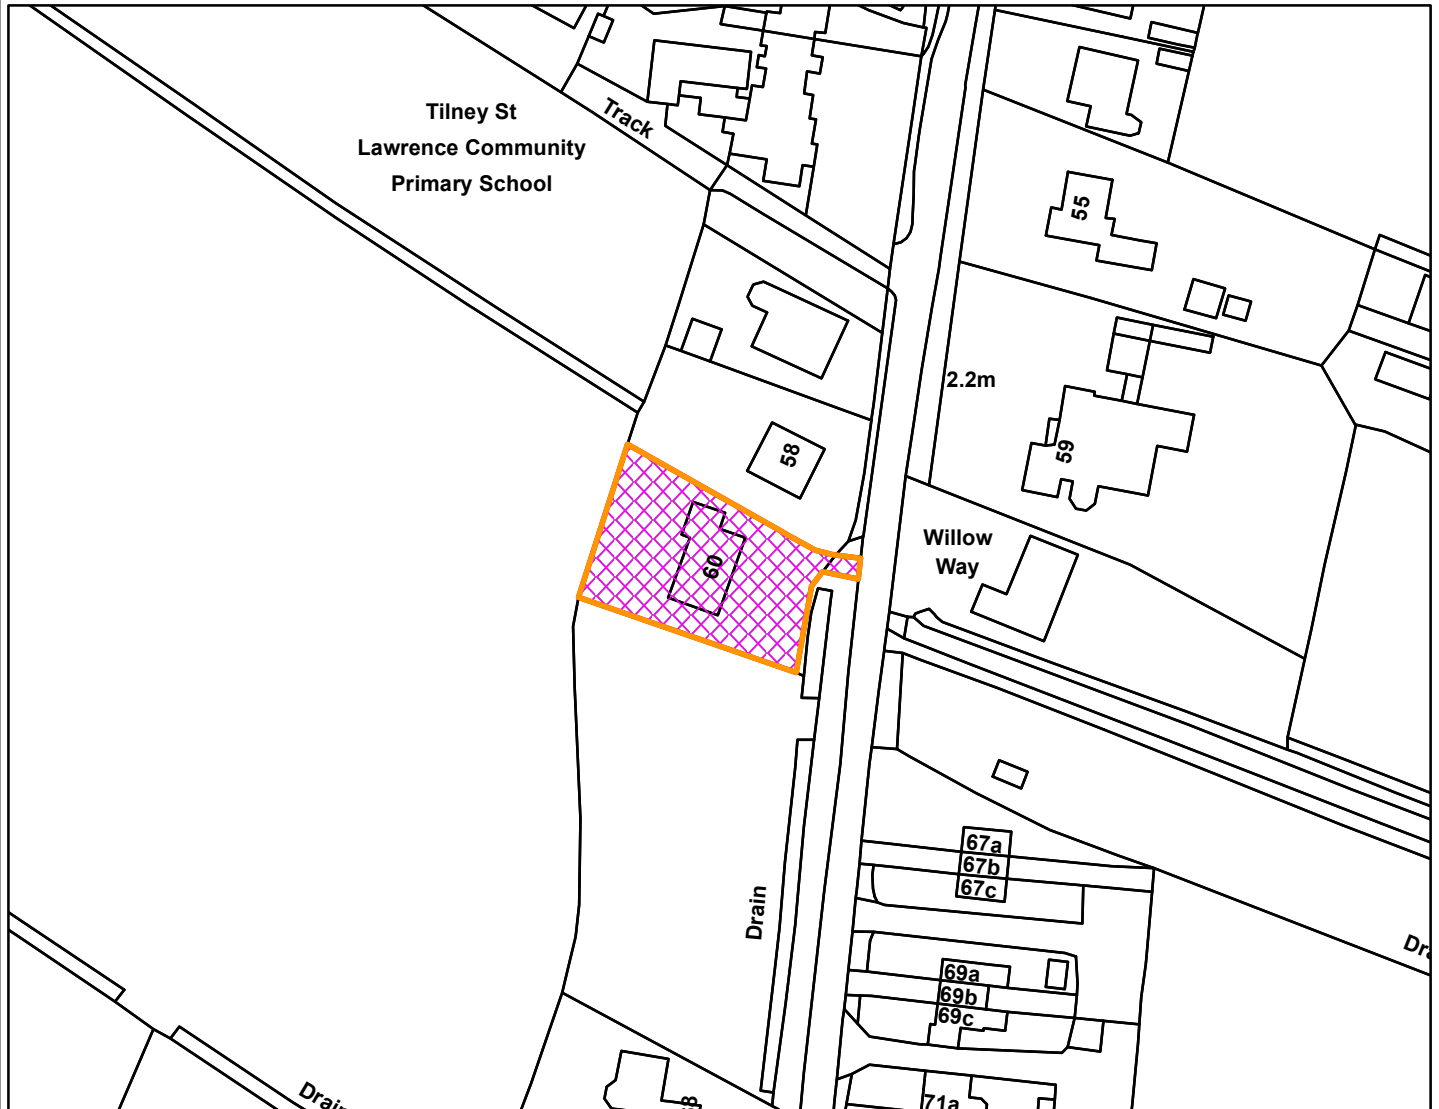 Tilney St
Lawrence Community
Primary School
Track
55
2.2m
58
59
Willow
Way
60
67a
67b
67c
Drain
69a
69b
69c
Drain
71a